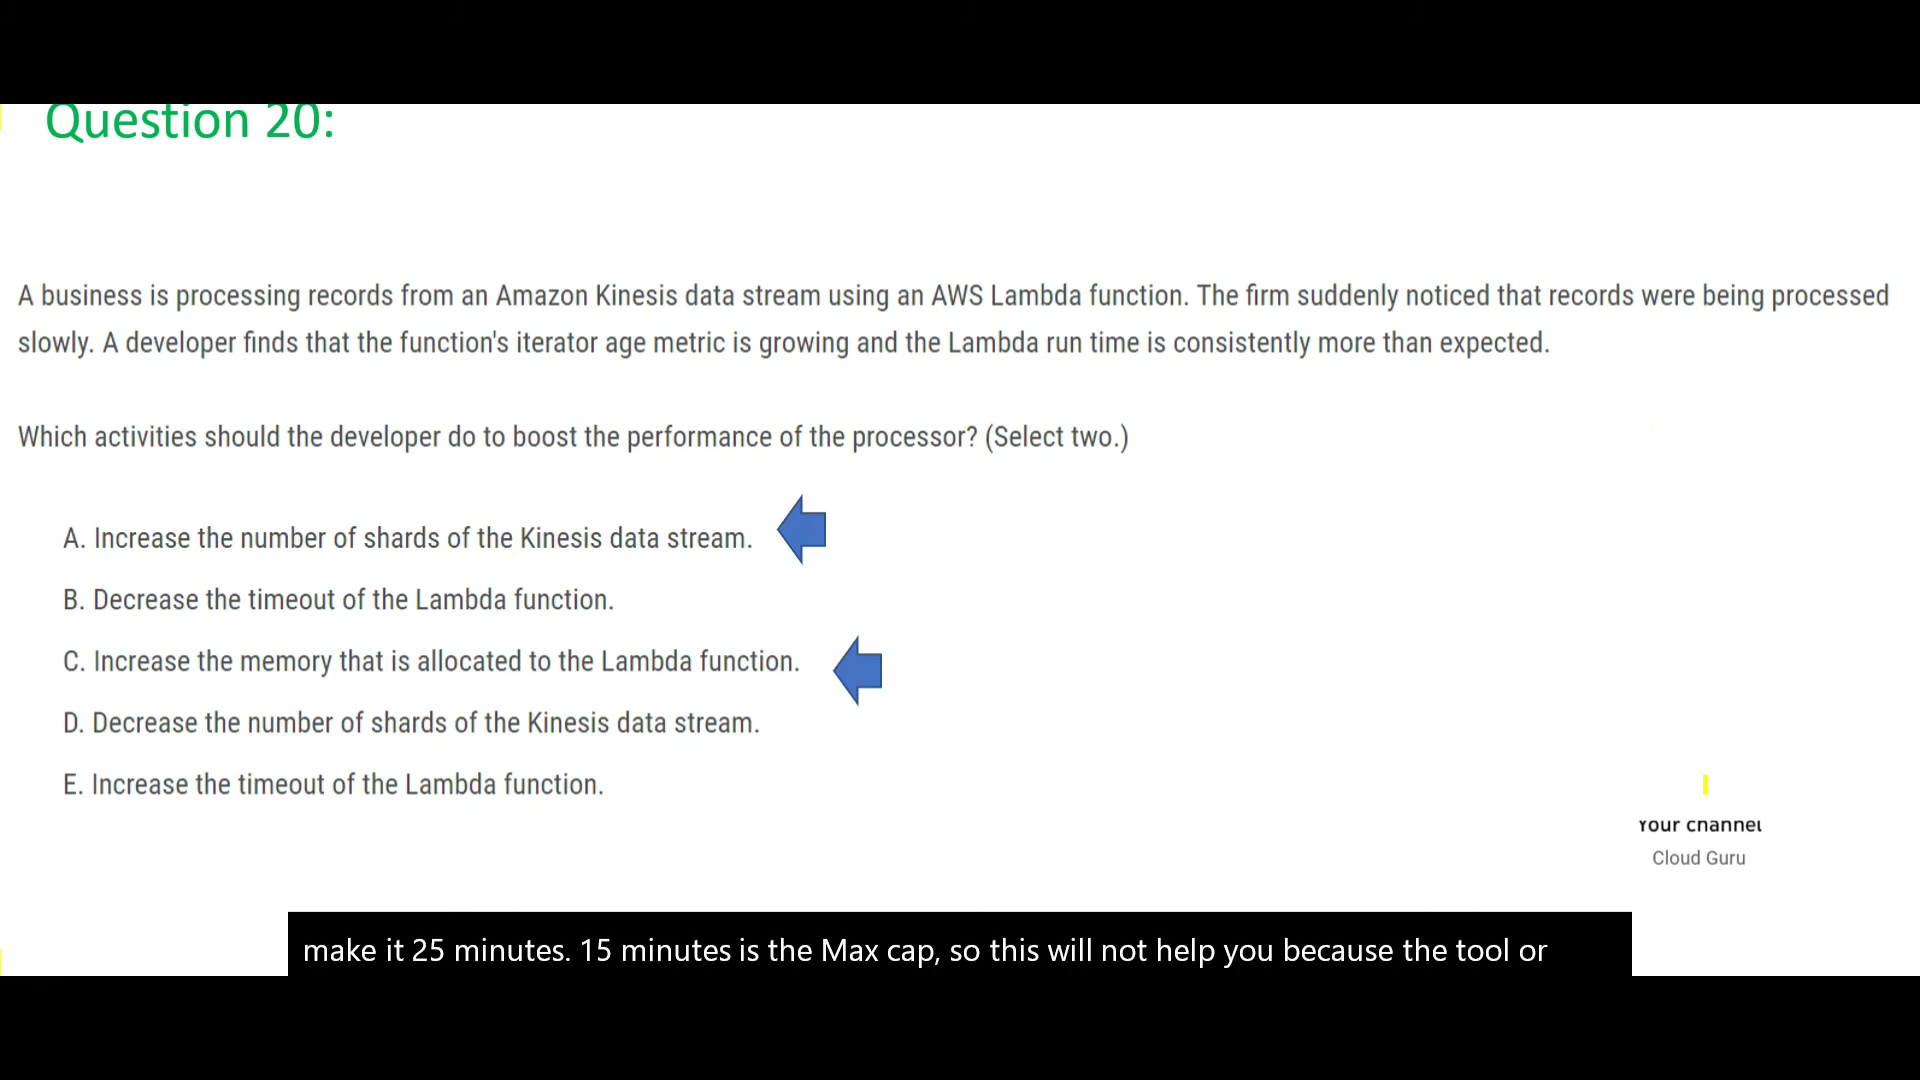 Question 20:
A business is processing records from an Amazon Kinesis data stream using an AWS Lambda function. The firm suddenly noticed that records were being processed
slowly. A developer finds that the function's iterator age metric is growing and the Lambda run time is consistently more than expected.
Which activities should the developer do to boost the performance of the processor? (Select two.)
A. Increase the number of shards of the Kinesis data stream.
B. Decrease the timeout of the Lambda function.
C. Increase the memory that is allocated to the Lambda function.
D. Decrease the number of shards of the Kinesis data stream.
E. Increase the timeout of the Lambda function.
Your channel
Cloud Guru
make it 25 minutes. 15 minutes is the Max cap, so this will not help you because the tool or